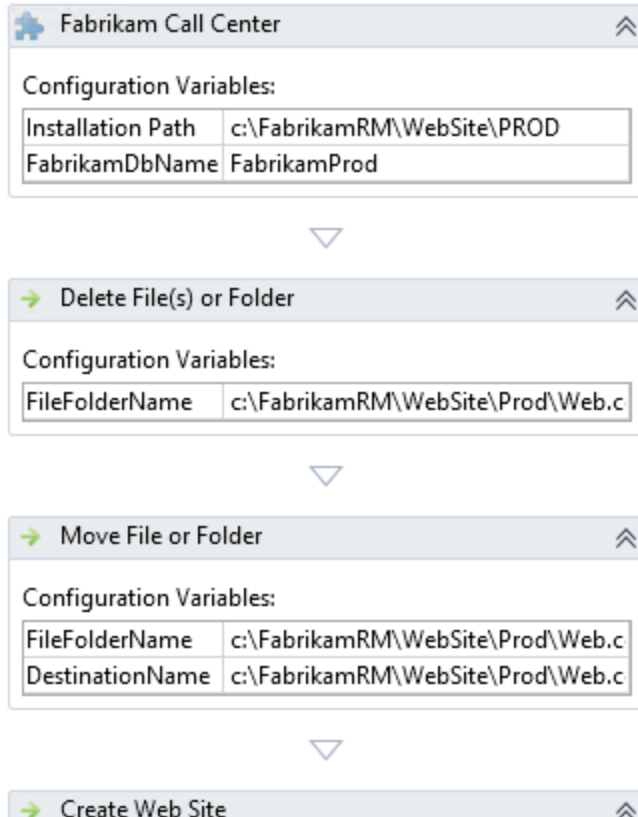 Fabrikam Call Center
Configuration Variables:
Installation Path c:\FabrikamRM\WebSite\PROD
FabrikamDbName FabrikamProd
Delete File(s) or Folder
Configuration Variables:
FileFolderName c:\FabrikamRM\WebSite\Prod\Web.c
Move File or Folder
Configuration Variables:
FileFolderName c:\FabrikamRM\WebSite\Prod\Web.c
DestinationName c:\FabrikamRM\WebSite\Prod\Web.c
Create Web Site